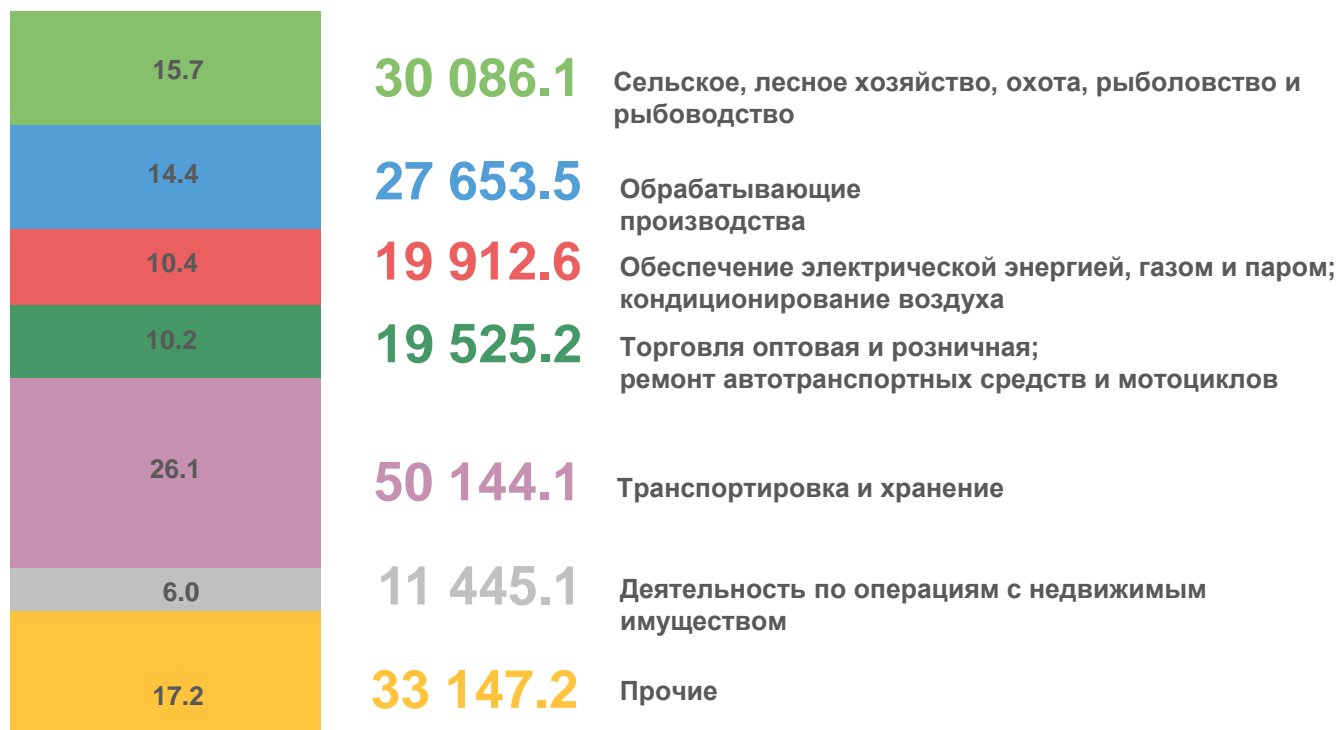 15.7
30 086.1
Сельское, лесное хозяйство, охота, рыболовство и
рыбоводство
14.4
27 653.5
Обрабатывающие
производства
10.4
19 912.6
Обеспечение электрической энергией, газом и паром;
кондиционирование воздуха
10.2
19 525.2
Торговля оптовая и розничная;
ремонт автотранспортных средств и мотоциклов
26.1
50 144.1
Транспортировка и хранение
6.0
11 445.1
Деятельность по операциям с недвижимым
имуществом
17.2
33 147.2
Прочие